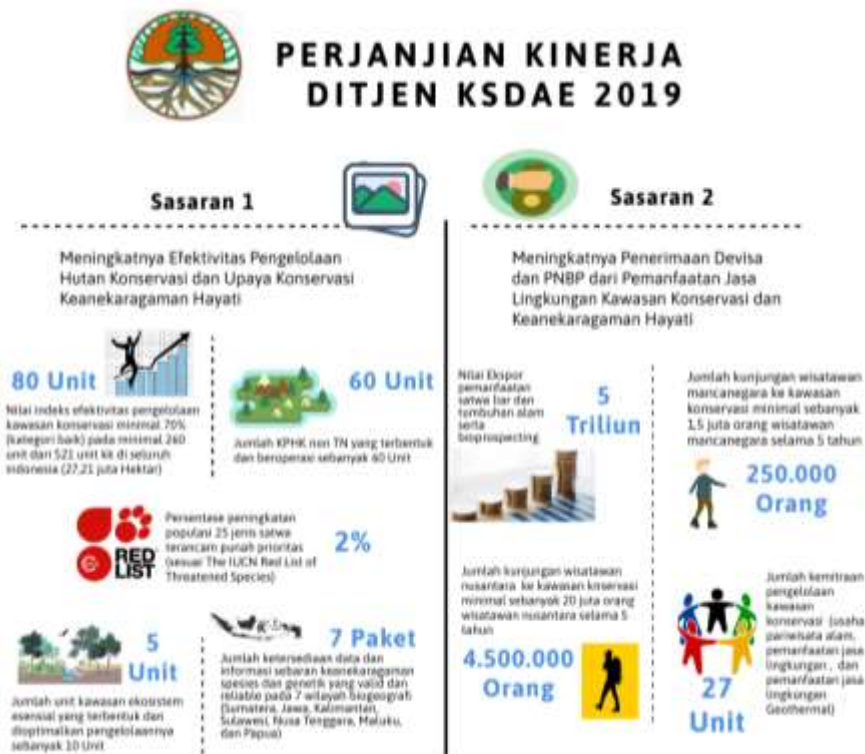 PERJANJIAN KINERJA
DITJEN KSDAE 2019
Sasaran 1
Meningkatnya Efektivitas Pengelolaan
Hutan Konservasi dan Upaya Konservasi
Keanekaragaman Hayati
80 Unit
Nilai indeks efektivitas pengelolaan
kawasan konservasi minimal 70%
(kategori baik) pada minimal 260
unit dari 521 unit kk di seluruh
indonesia (27,21 juta Hektar)
60 Unit
Jumlah KPHK non TN yang terbentuk
dan beroperasi sebanyak 60 Unit
RED
LIST
Persentase peningkatan
populasi 25 jenis satwa
terancam punah prioritas
(sesuai The IUCN Red List of
Threatened Species)
2%
5
Unit
Jumlah unit kawasan ekosistem
esensial yang terbentuk dan
dioptimalkan pengelolaannya
sebanyak 10 Unit
7 Paket
Jumlah ketersediaan data dan
informasi sebaran keanekaragaman
spesies dan genetik yang valid dan
reliable pada 7 wilayah biogeografi
(Sumatera, Jawa, Kalimantan,
Sulawesi, Nusa Tenggara, Maluku,
dan Papua)
Sasaran 2
Meningkatnya Penerimaan Devisa
dan PNBP dari Pemanfaatan Jasa
Lingkungan Kawasan Konservasi dan
Keanekaragaman Hayati
Nilai Ekspor
pemanfaatan
satwa liar dan
tumbuhan alam
serta
bioprospecting
5
Triliun
Jumlah kunjungan wisatawan
mancanegara ke kawasan
konservasi minimal sebanyak
1,5 juta orang wisatawan
mancanegara selama 5 tahun
250.000
Orang
Jumlah kunjungan wisatawan
nusantara ke kawasan konservasi
minimal sebanyak 20 juta orang
wisatawan nusantara selama 5
tahun
4.500.000
Orang
27
Unit
Jumlah kemitraan
pengelolaan
kawasan
konservasi (usaha
pariwisata alam,
pemanfaatan jasa
lingkungan, dan
pemanfaatan jasa
lingkungan
Geothermal)